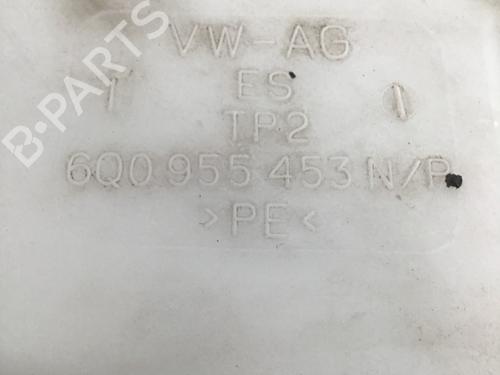 B-PARTS
VW-AG
ES
TP2
6Q0 955 453 N/P
>PE<